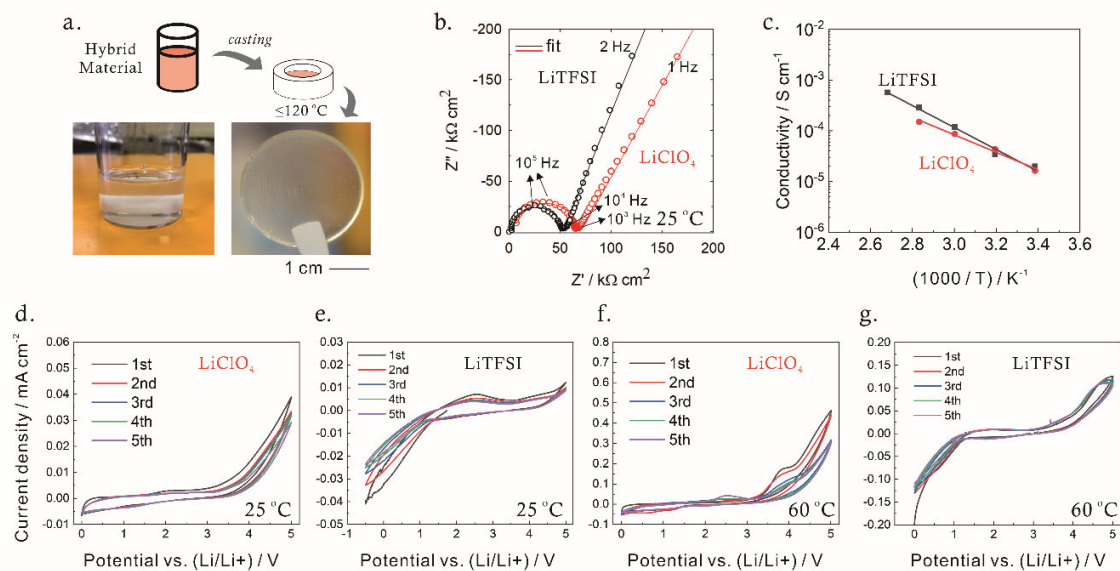 a.
Hybrid
Material
casting
≤120 °C
1 cm
b.
-200
-150
-100
-50
0
Z'' / kΩ cm²
fit
LiTFSI
2 Hz
1 Hz
LiClO₄
10⁵ Hz
10⁴ Hz
10³ Hz
25 °C
0 50 100 150 200
Z' / kΩ cm²
c.
10⁻²
10⁻³
10⁻⁴
10⁻⁵
10⁻⁶
Conductivity / S cm⁻¹
LiTFSI
LiClO₄
2.4 2.6 2.8 3.0 3.2 3.4 3.6
(1000 / T) / K⁻¹
d.
0.06
0.05
0.04
0.03
0.02
0.01
0.00
-0.01
Current density / mA cm⁻²
1st
2nd
3rd
4th
5th
LiClO₄
25 °C
0 1 2 3 4 5
Potential vs. (Li/Li+) / V
e.
0.03
0.02
0.01
0.00
-0.01
-0.02
-0.03
-0.04
-0.05
1st
2nd
3rd
4th
5th
LiTFSI
25 °C
-1 0 1 2 3 4 5
Potential vs. (Li/Li+) / V
f.
0.8
0.7
0.6
0.5
0.4
0.3
0.2
0.1
0.0
-0.1
1st
2nd
3rd
4th
5th
LiClO₄
60 °C
0 1 2 3 4 5
Potential vs. (Li/Li+) / V
g.
0.20
0.15
0.10
0.05
0.00
-0.05
-0.10
-0.15
-0.20
1st
2nd
3rd
4th
5th
LiTFSI
60 °C
0 1 2 3 4 5
Potential vs. (Li/Li+) / V